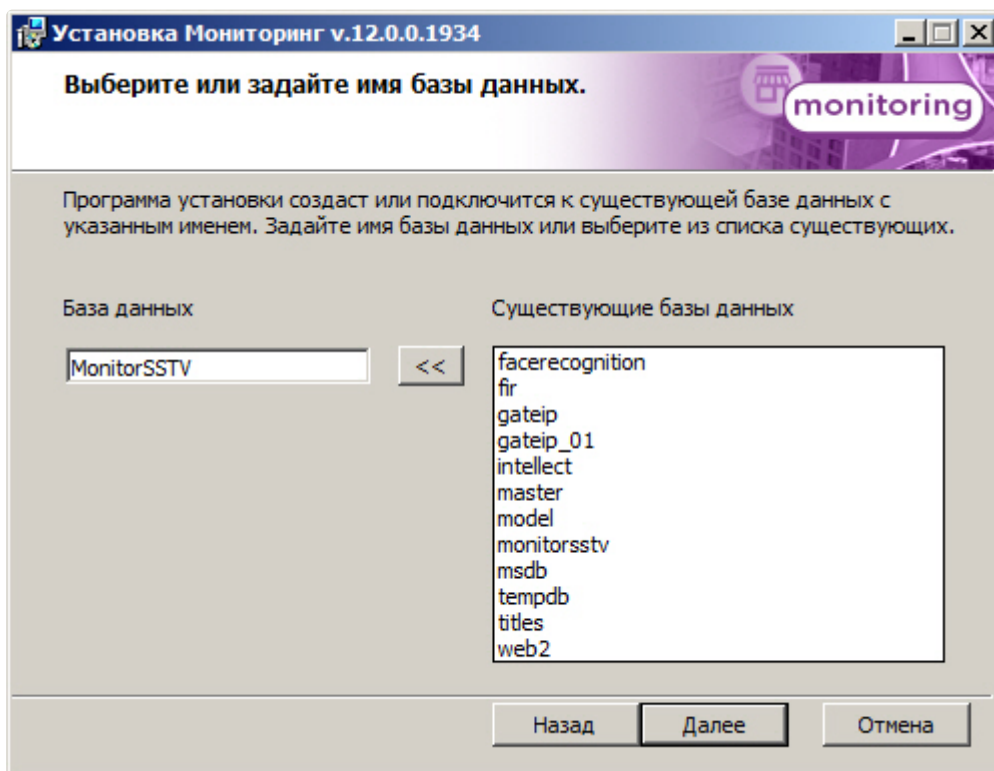 Установка Мониторинг v.12.0.0.1934
Выберите или задайте имя базы данных.
monitoring
Программа установки создаст или подключится к существующей базе данных с
указанным именем. Задайте имя базы данных или выберите из списка существующих.
База данных
Существующие базы данных
MonitorSSTV
<<
facerecognition
fir
gateip
gateip_01
intellect
master
model
monitorsstv
msdb
tempdb
titles
web2
Назад
Далее
Отмена